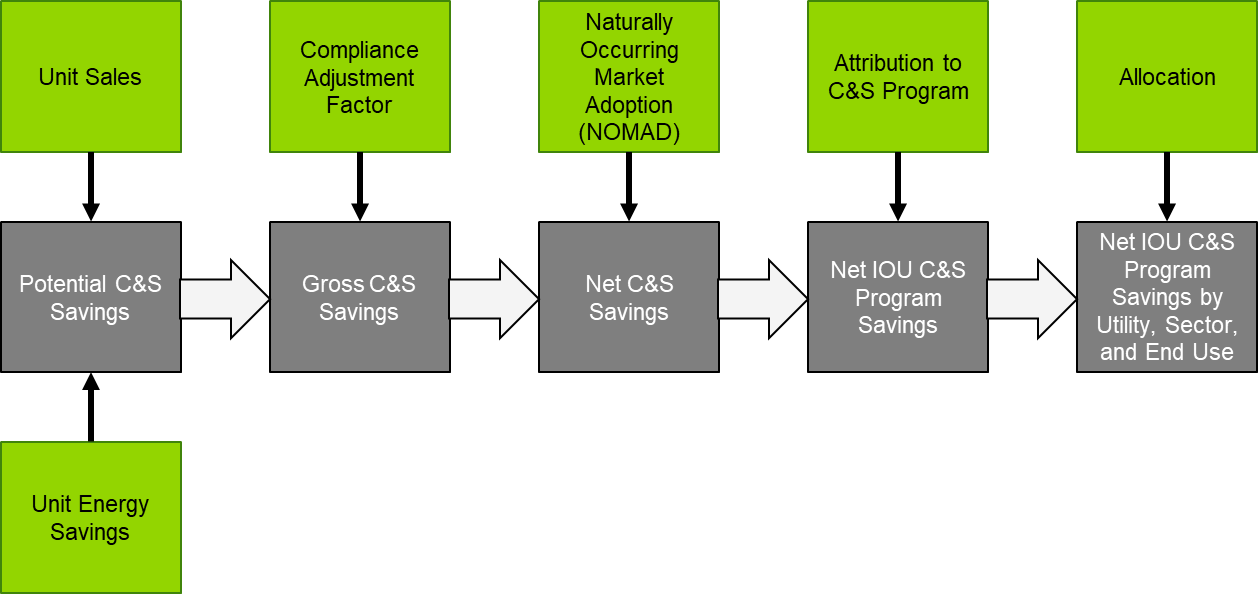 Unit Sales
Compliance
Adjustment
Factor
Naturally
Occurring
Market
Adoption
(NOMAD)
Attribution to
C&S Program
Allocation
Potential C&S
Savings
Gross C&S
Savings
Net C&S
Savings
Net IOU C&S
Program
Savings
Net IOU C&S
Program
Savings by
Utility, Sector,
and End Use
Unit Energy
Savings